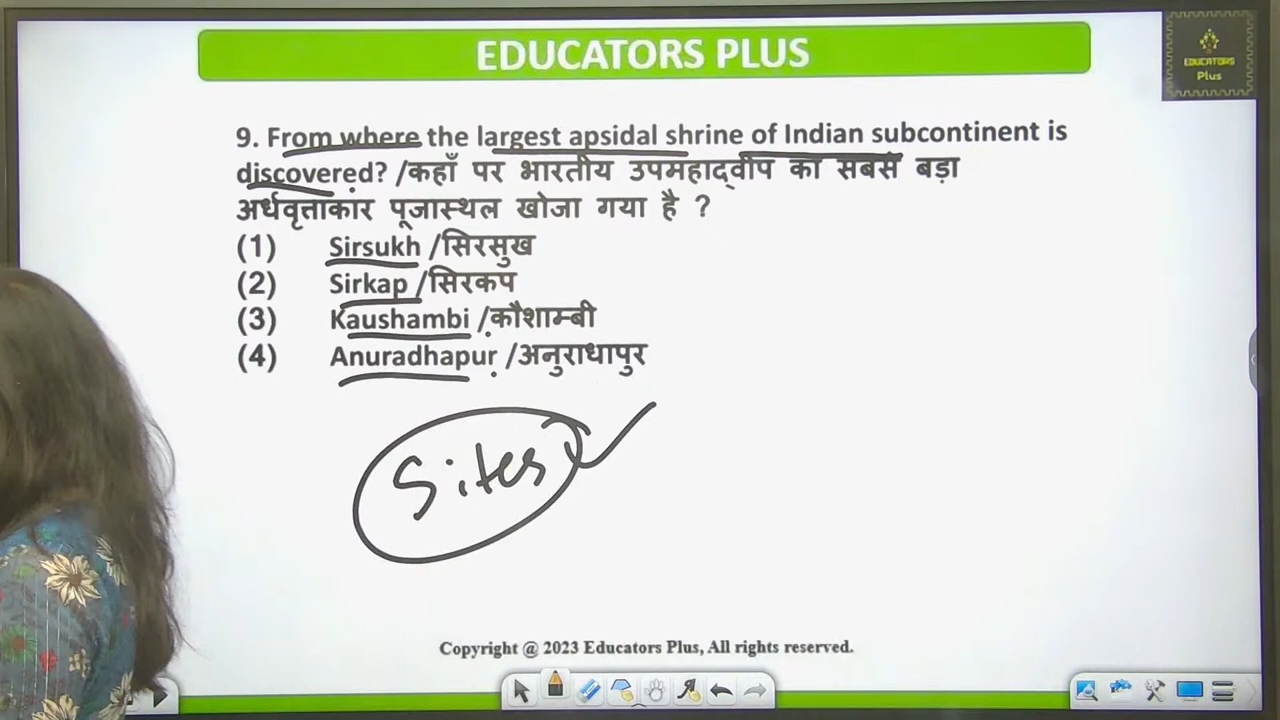 EDUCATORS PLUS
EDUCATORS
Plus
9. From where the largest apsidal shrine of Indian subcontinent is
discovered? /कहाँ पर भारतीय उपमहाद्वीप का सबसे बड़ा
अर्धवृत्ताकार पूजास्थल खोजा गया है ?
(1) Sirsukh /सिरसुख
(2) Sirkap /सिरकप
(3) Kaushambi /कौशाम्बी
(4) Anuradhapur /अनुराधापुर
Sites
Copyright @ 2023 Educators Plus, All rights reserved.